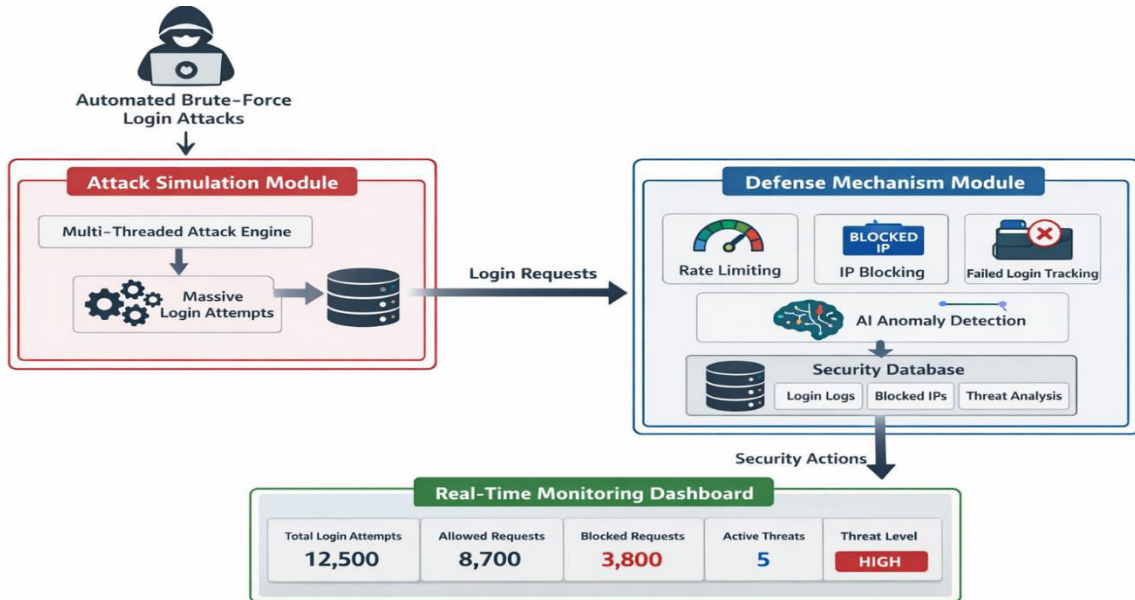 Automated Brute-Force
Login Attacks
Attack Simulation Module
Multi-Threaded Attack Engine
Massive
Login Attempts
Login Requests
Defense Mechanism Module
Rate Limiting
BLOCKED
IP
IP Blocking
Failed Login Tracking
AI Anomaly Detection
Security Database
Login Logs
Blocked IPs
Threat Analysis
Security Actions
Real-Time Monitoring Dashboard
Total Login Attempts
12,500
Allowed Requests
8,700
Blocked Requests
3,800
Active Threats
5
Threat Level
HIGH